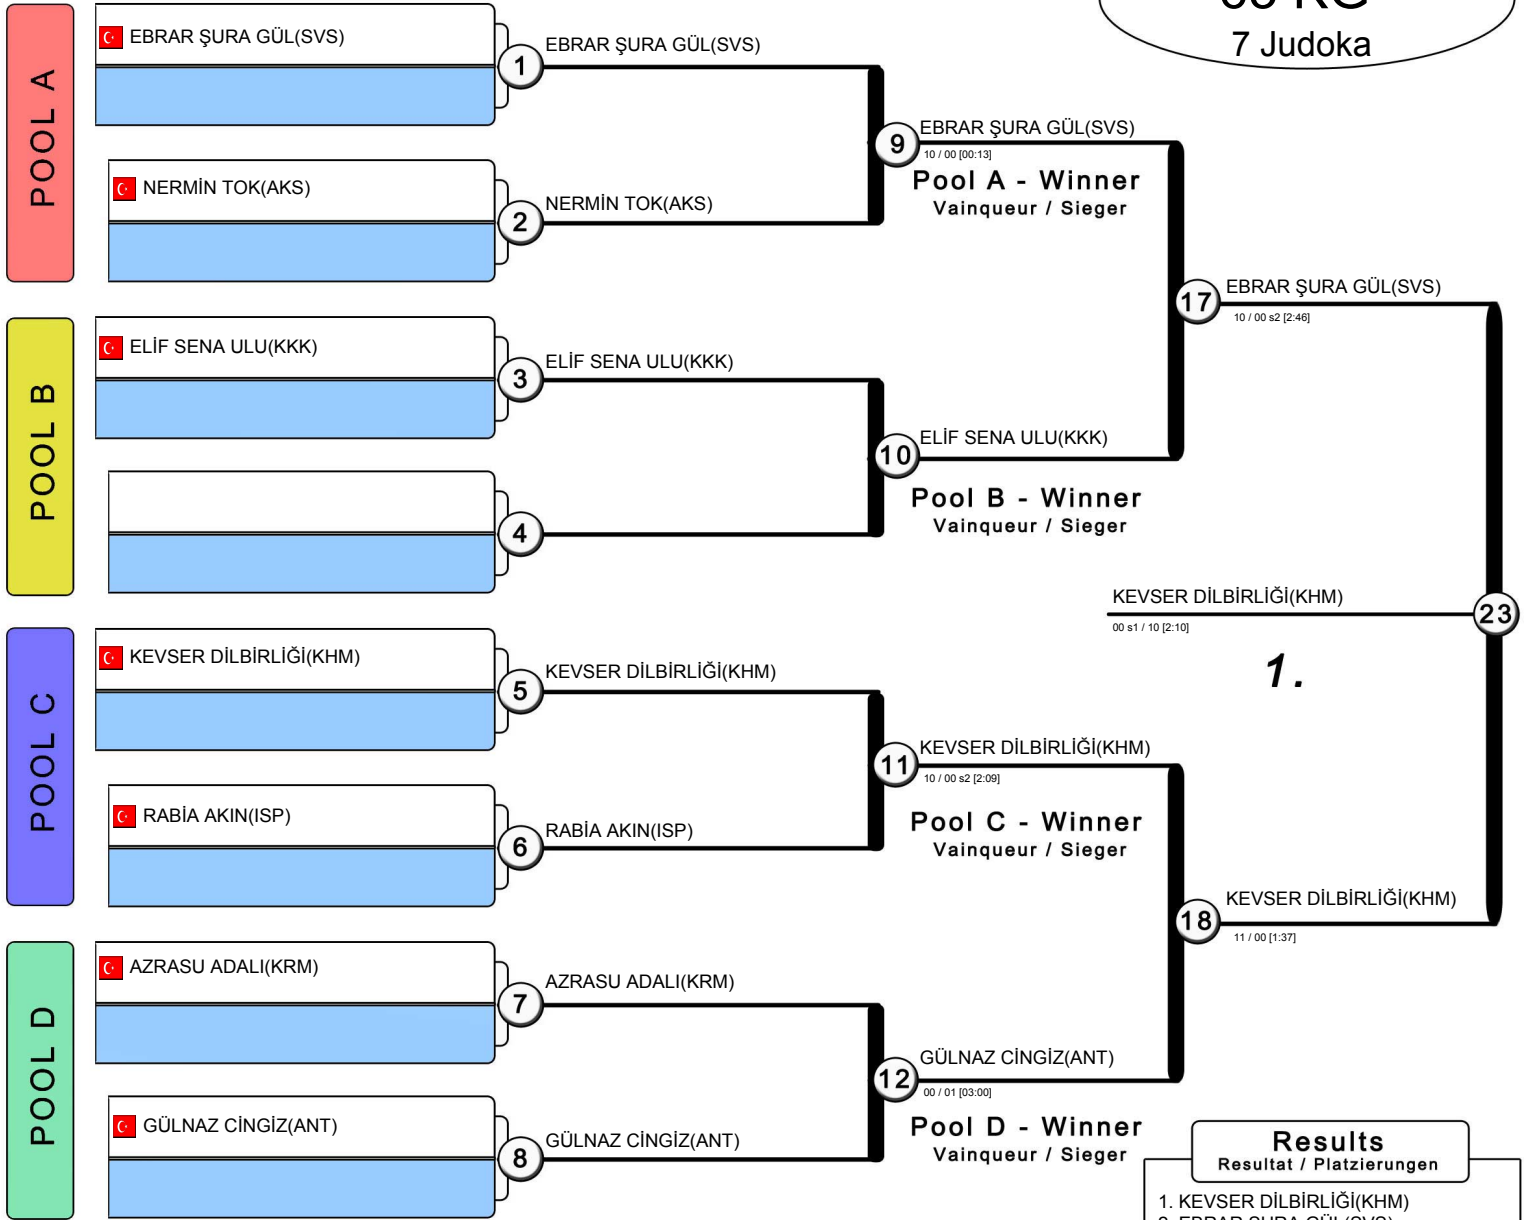 7 Judoka
POOL A
EBRAR ŞURA GÜL(SVS)
1
EBRAR ŞURA GÜL(SVS)
NERMİN TOK(AKS)
2
NERMİN TOK(AKS)
9
EBRAR ŞURA GÜL(SVS)
10 / 00 [00:13]
Pool A - Winner
Vainqueur / Sieger
POOL B
ELİF SENA ULU(KKK)
3
ELİF SENA ULU(KKK)
4
10
ELİF SENA ULU(KKK)
Pool B - Winner
Vainqueur / Sieger
17
EBRAR ŞURA GÜL(SVS)
10 / 00 s2 [2:46]
POOL C
KEVSER DİLBİRLİĞİ(KHM)
5
KEVSER DİLBİRLİĞİ(KHM)
RABİA AKIN(ISP)
6
RABİA AKIN(ISP)
11
KEVSER DİLBİRLİĞİ(KHM)
10 / 00 s2 [2:09]
Pool C - Winner
Vainqueur / Sieger
POOL D
AZRASU ADALI(KRM)
7
AZRASU ADALI(KRM)
GÜLNAZ CİNGİZ(ANT)
8
GÜLNAZ CİNGİZ(ANT)
12
GÜLNAZ CİNGİZ(ANT)
00 / 01 [03:00]
Pool D - Winner
Vainqueur / Sieger
18
KEVSER DİLBİRLİĞİ(KHM)
11 / 00 [1:37]
KEVSER DİLBİRLİĞİ(KHM)
23
00 s1 / 10 [2:10]
1.
Results
Resultat / Platzierungen
1. KEVSER DİLBİRLİĞİ(KHM)
2. EBRAR ŞURA GÜL(SVS)